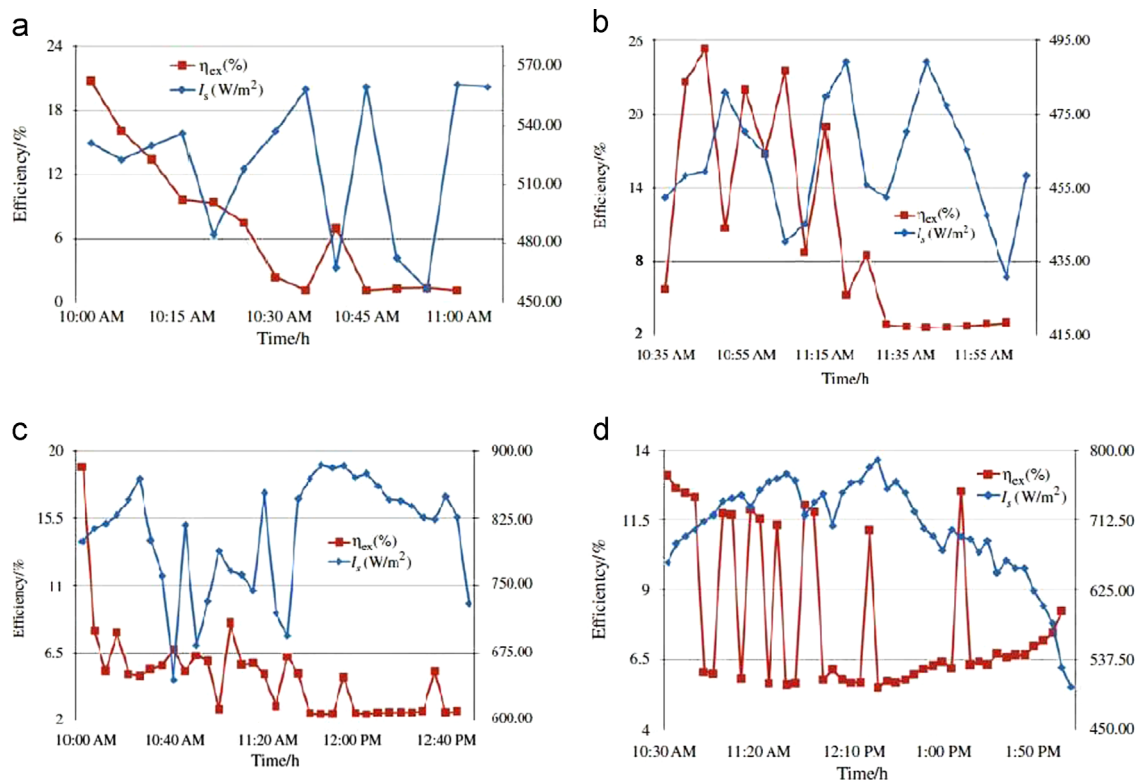 a
24
18
12
6
0
Efficiency/%
ηex(%)
Is (W/m²)
570.00
540.00
510.00
480.00
450.00
10:00 AM 10:15 AM 10:30 AM 10:45 AM 11:00 AM
Time/h
b
26
20
14
8
2
Efficiency/%
ηex(%)
Is(W/m²)
495.00
475.00
455.00
435.00
415.00
10:35 AM 10:55 AM 11:15 AM 11:35 AM 11:55 AM
Time/h
c
20
15.5
11
6.5
2
Efficiency/%
ηex(%)
Is (W/m²)
900.00
825.00
750.00
675.00
600.00
10:00 AM 10:40 AM 11:20 AM 12:00 PM 12:40 PM
Time/h
d
14
11.5
9
6.5
4
Efficientcy/%
ηex(%)
Is (W/m²)
800.00
712.50
625.00
537.50
450.00
10:30 AM 11:20 AM 12:10 PM 1:00 PM 1:50 PM
Time/h